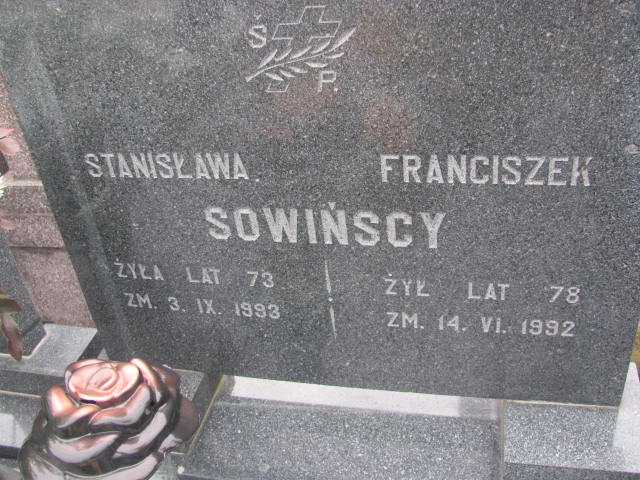 Ś P.
STANISŁAWA. FRANCISZEK
SOWIŃSCY
ŻYŁA LAT 73 ŻYŁ LAT 78
ZM. 3. IX. 1993 ZM. 14. VI. 1992